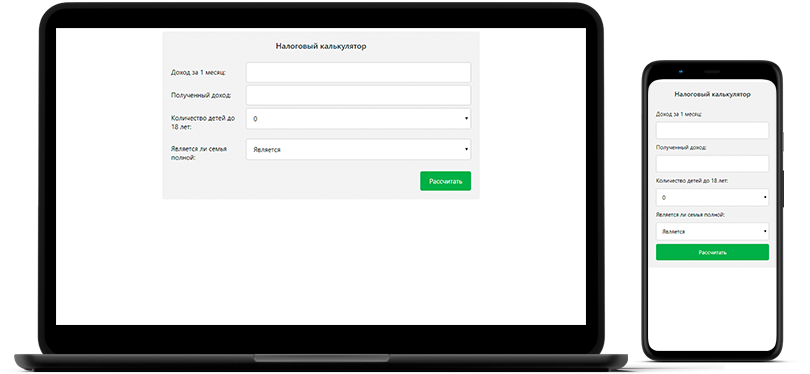 Налоговый калькулятор
Доход за 1 месяц:
Полученный доход:
Количество детей до
18 лет:
0
Является ли семья
полной:
Является
Рассчитать
Налоговый калькулятор
Доход за 1 месяц:
Полученный доход:
Количество детей до 18 лет:
0
Является ли семья полной:
Является
Рассчитать